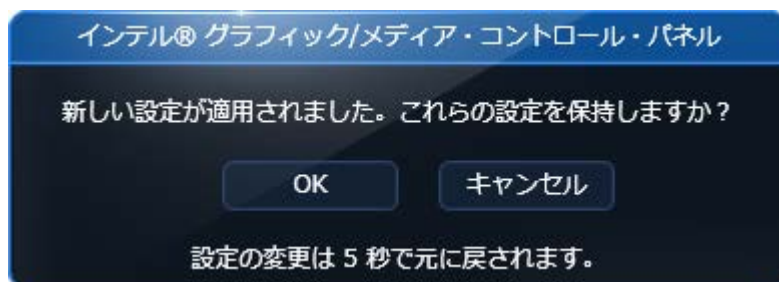 インテル® グラフィック/メディア・コントロール・パネル
新しい設定が適用されました。これらの設定を保持しますか？
OK キャンセル
設定の変更は 5 秒で元に戻されます。